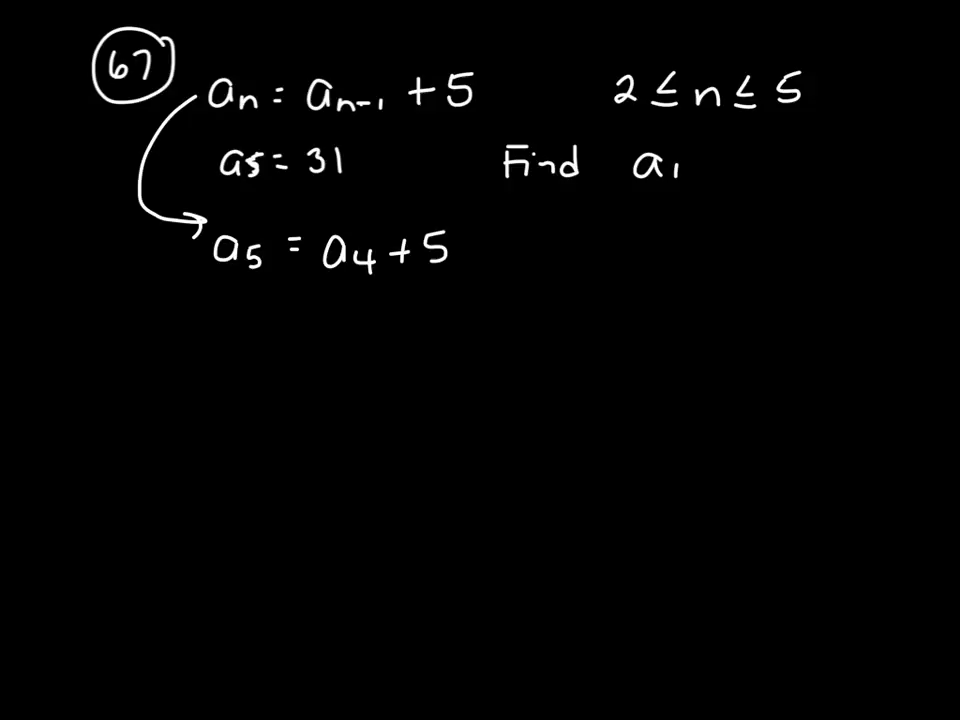 67
aₙ = aₙ₋₁ + 5 2 ≤ n ≤ 5
a₅ = 31 Find a₁
a₅ = a₄ + 5